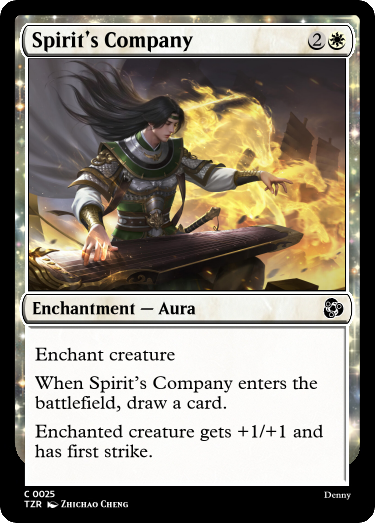 Spirit's Company 2
Enchantment — Aura
Enchant creature
When Spirit's Company enters the
battlefield, draw a card.
Enchanted creature gets +1/+1 and
has first strike.
C 0025
TZR Zhichao Cheng
Denny